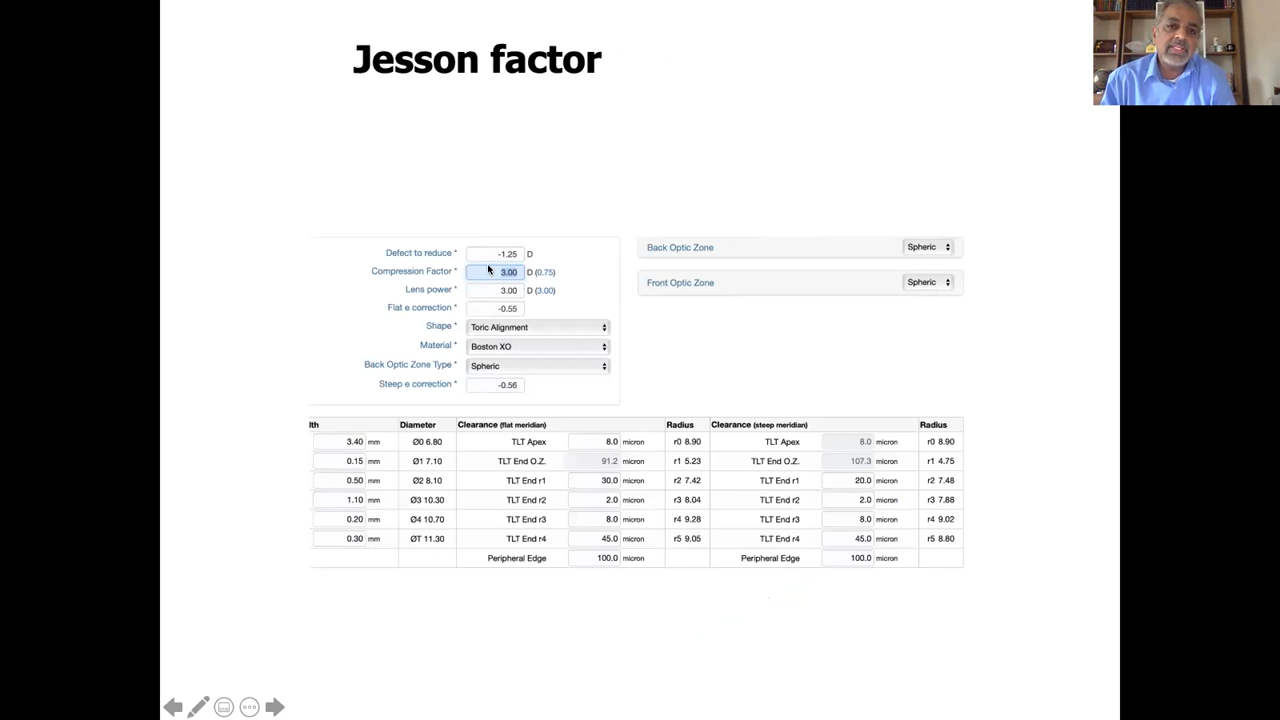 Jesson factor
Defect to reduce * -1.25 D
Compression Factor * 3.00 D (0.75)
Lens power * 3.00 D (3.00)
Flat e correction * -0.55
Shape * Toric Alignment
Material * Boston XO
Back Optic Zone Type * Spheric
Steep e correction * -0.56
Back Optic Zone Spheric
Front Optic Zone Spheric
lth Diameter Clearance (flat meridian) Radius Clearance (steep meridian) Radius
3.40 mm Ø0 6.80 TLT Apex 8.0 micron r0 8.90 TLT Apex 8.0 micron r0 8.90
0.15 mm Ø1 7.10 TLT End O.Z. 91.2 micron r1 5.23 TLT End O.Z. 107.3 micron r1 4.75
0.50 mm Ø2 8.10 TLT End r1 30.0 micron r2 7.42 TLT End r1 20.0 micron r2 7.48
1.10 mm Ø3 10.30 TLT End r2 2.0 micron r3 8.04 TLT End r2 2.0 micron r3 7.88
0.20 mm Ø4 10.70 TLT End r3 8.0 micron r4 9.28 TLT End r3 8.0 micron r4 9.02
0.30 mm ØT 11.30 TLT End r4 45.0 micron r5 9.05 TLT End r4 45.0 micron r5 8.80
Peripheral Edge 100.0 micron Peripheral Edge 100.0 micron